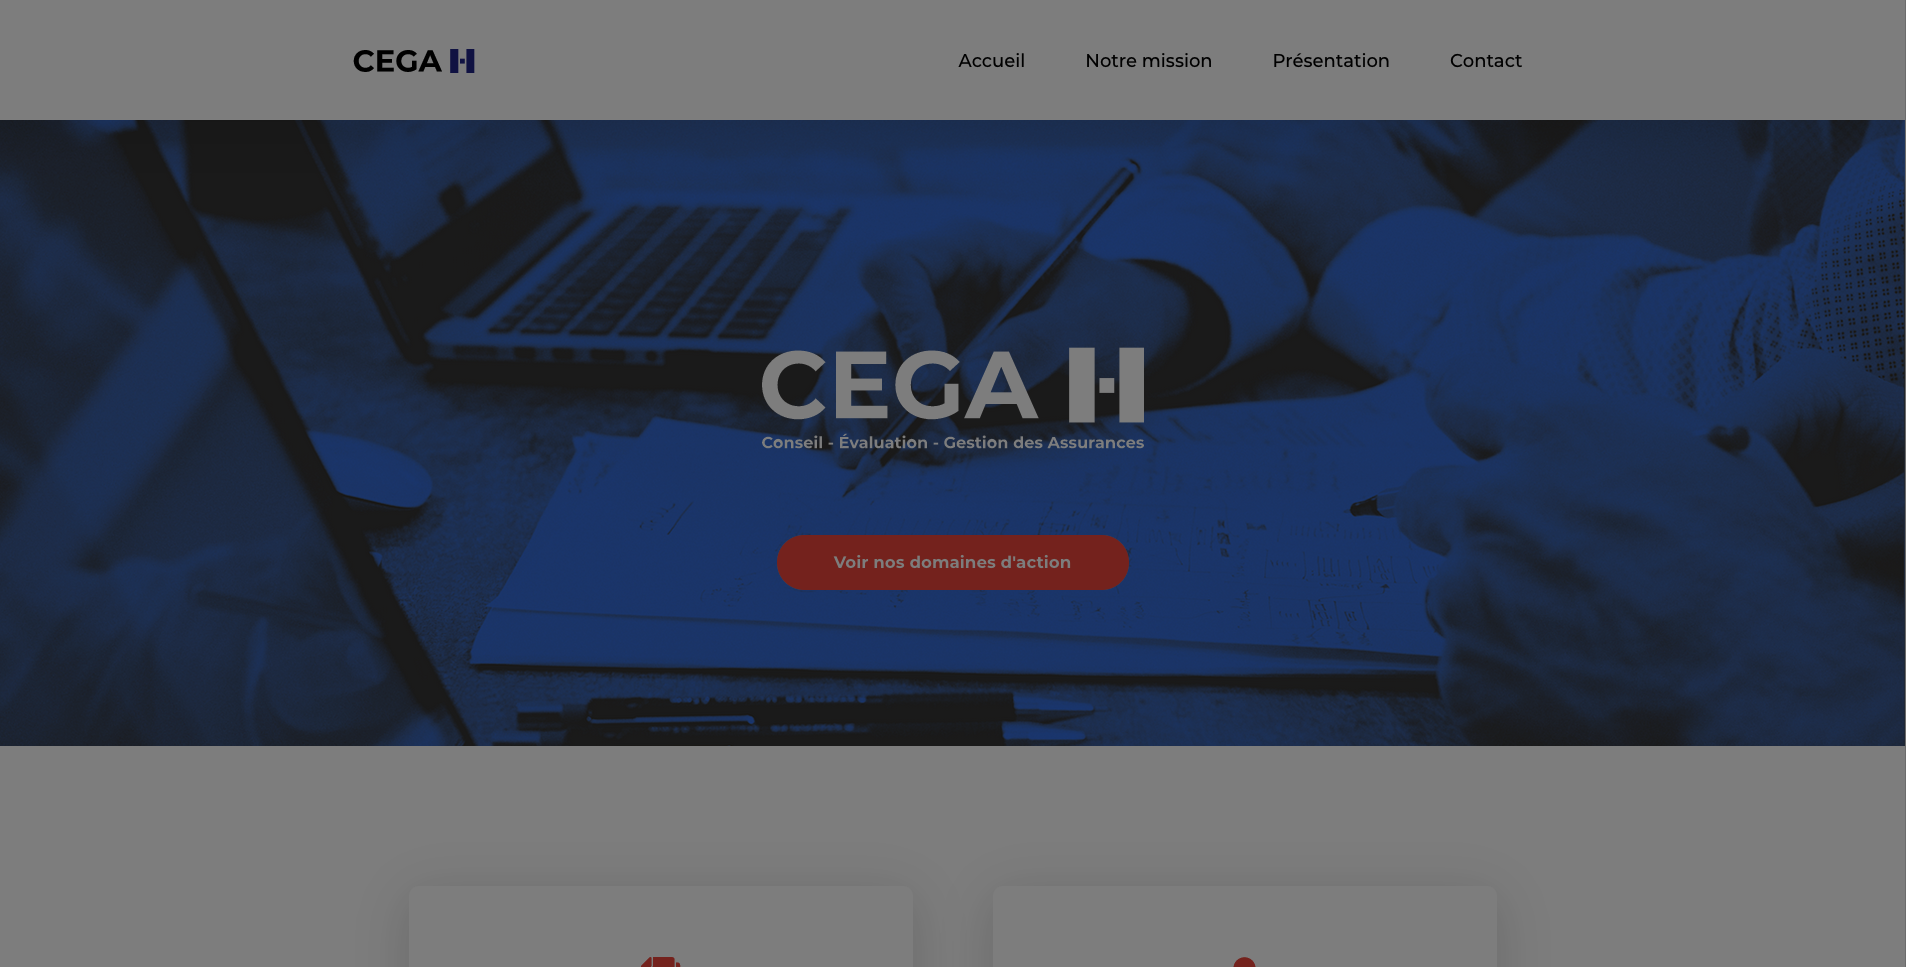 CEGA H
Accueil
Notre mission
Présentation
Contact
CEGA H
Conseil - Évaluation - Gestion des Assurances
Voir nos domaines d'action